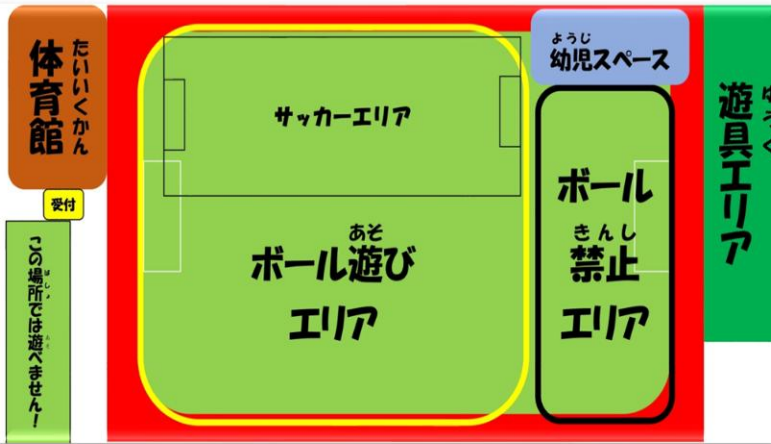 たいいくかん
体育館
受付
この場所では遊べません！
ばしょ
あそ
サッカーエリア
あそ
ボール遊び
エリア
ようじ
幼児スペース
ボール
きんし
禁止
エリア
ゆうぐ
遊具エリア